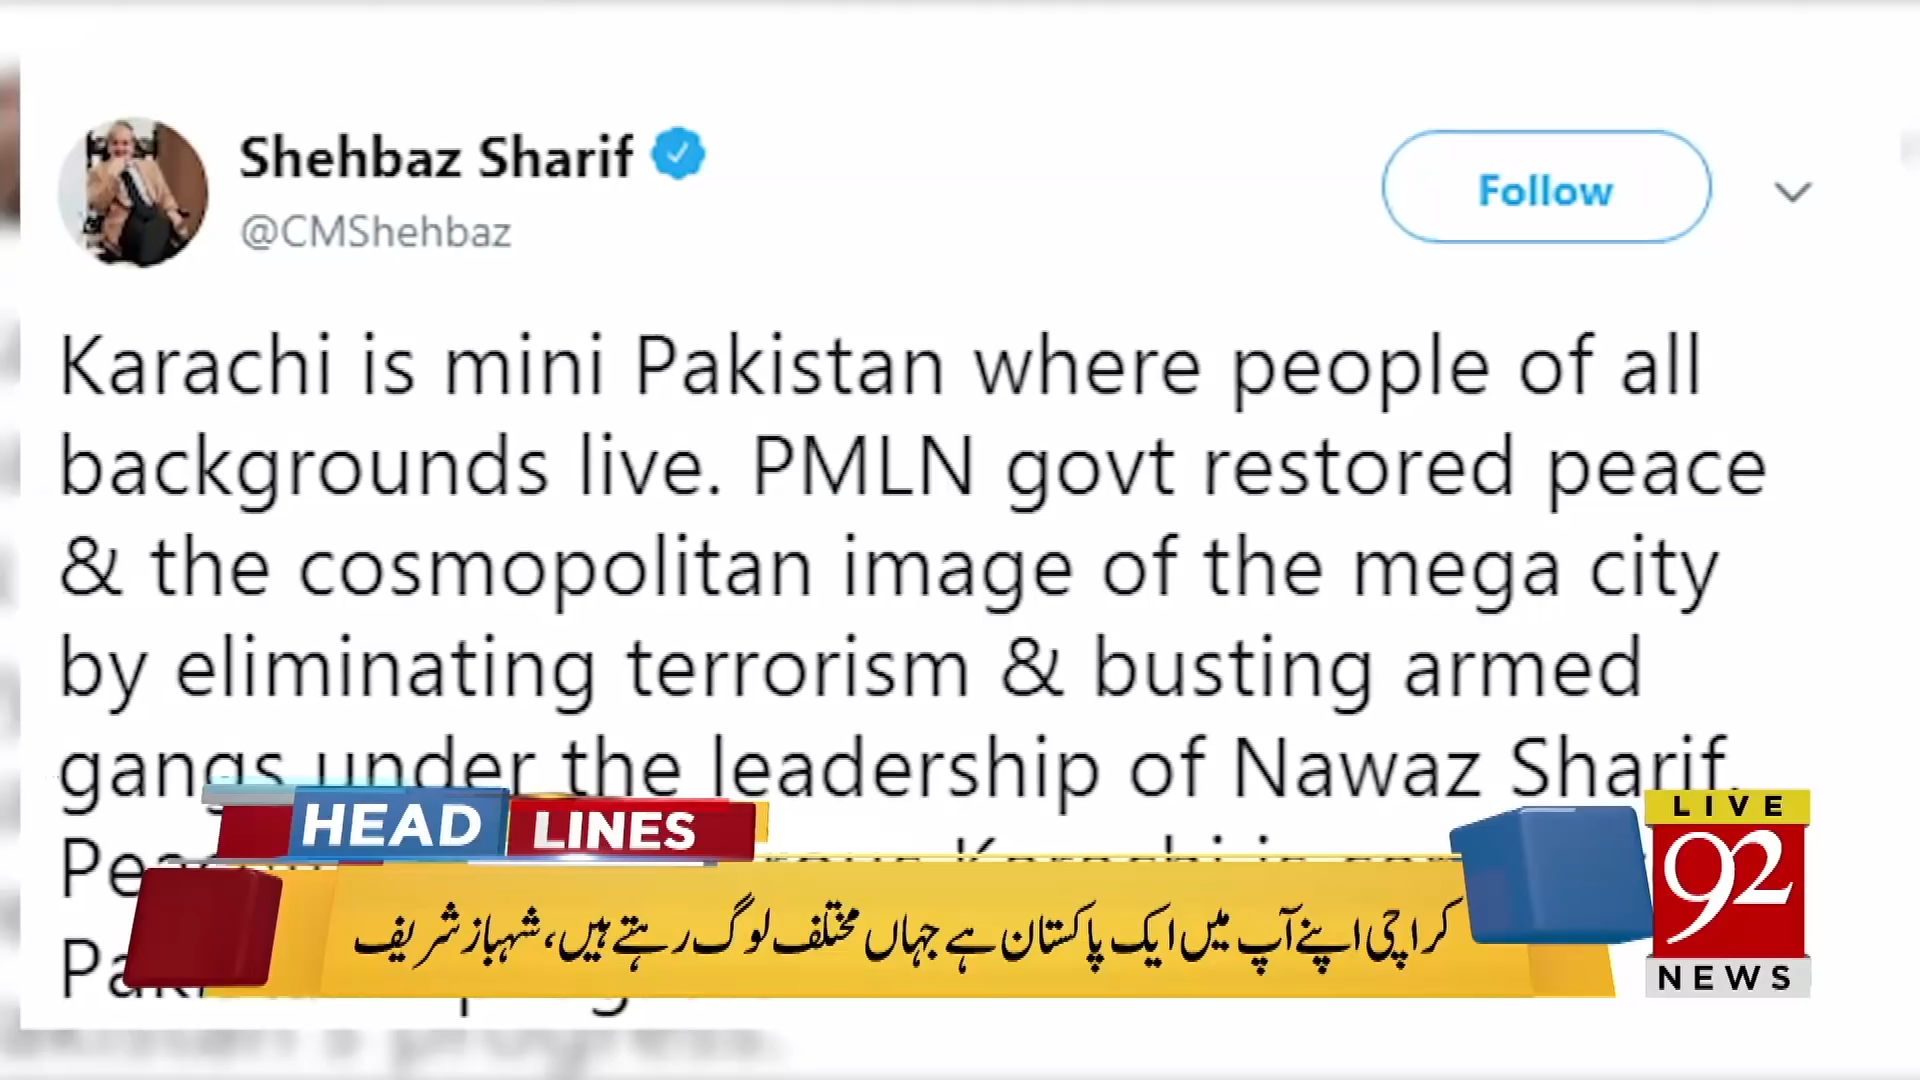 Shehbaz Sharif
@CMShehbaz
Follow
Karachi is mini Pakistan where people of all
backgrounds live. PMLN govt restored peace
& the cosmopolitan image of the mega city
by eliminating terrorism & busting armed
gangs under the leadership of Nawaz Sharif.
Karachi is
HEAD LINES
کراچی اپنے آپ میں ایک پاکستان ہے جہاں مختلف لوگ رہتے ہیں، شہباز شریف
LIVE
92
NEWS